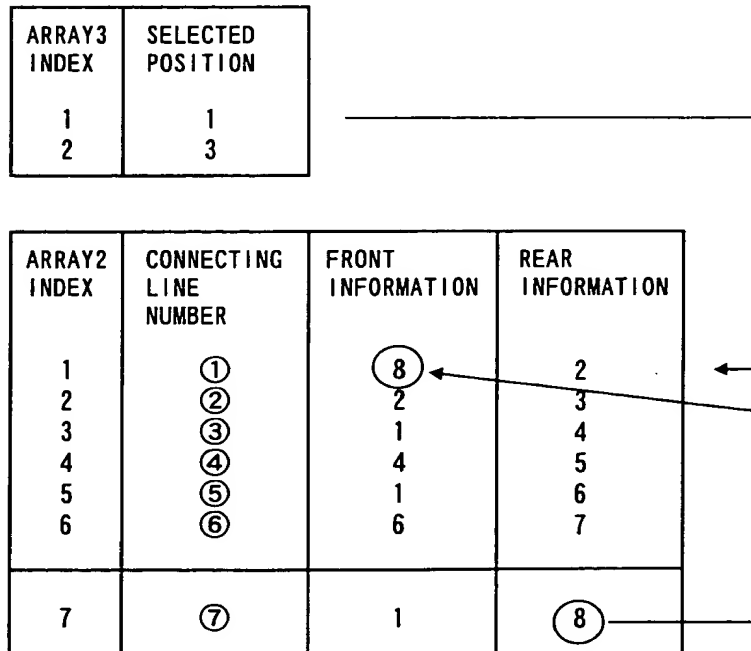 ARRAY3 SELECTED
INDEX POSITION
1 1
2 3
ARRAY2 CONNECTING FRONT REAR
INDEX LINE INFORMATION INFORMATION
NUMBER
1 ① 8 2
2 ② 2 3
3 ③ 1 4
4 ④ 4 5
5 ⑤ 1 6
6 ⑥ 6 7
7 ⑦ 1 8